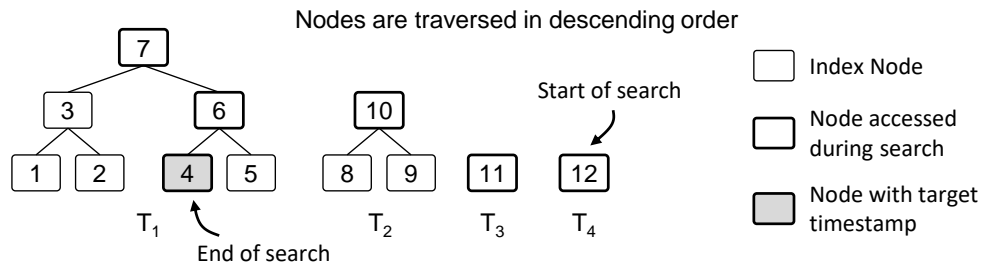 Nodes are traversed in descending order
7
3
6
10
1
2
4
5
8
9
11
12
Start of search
End of search
T1
T2
T3
T4
Index Node
Node accessed
during search
Node with target
timestamp